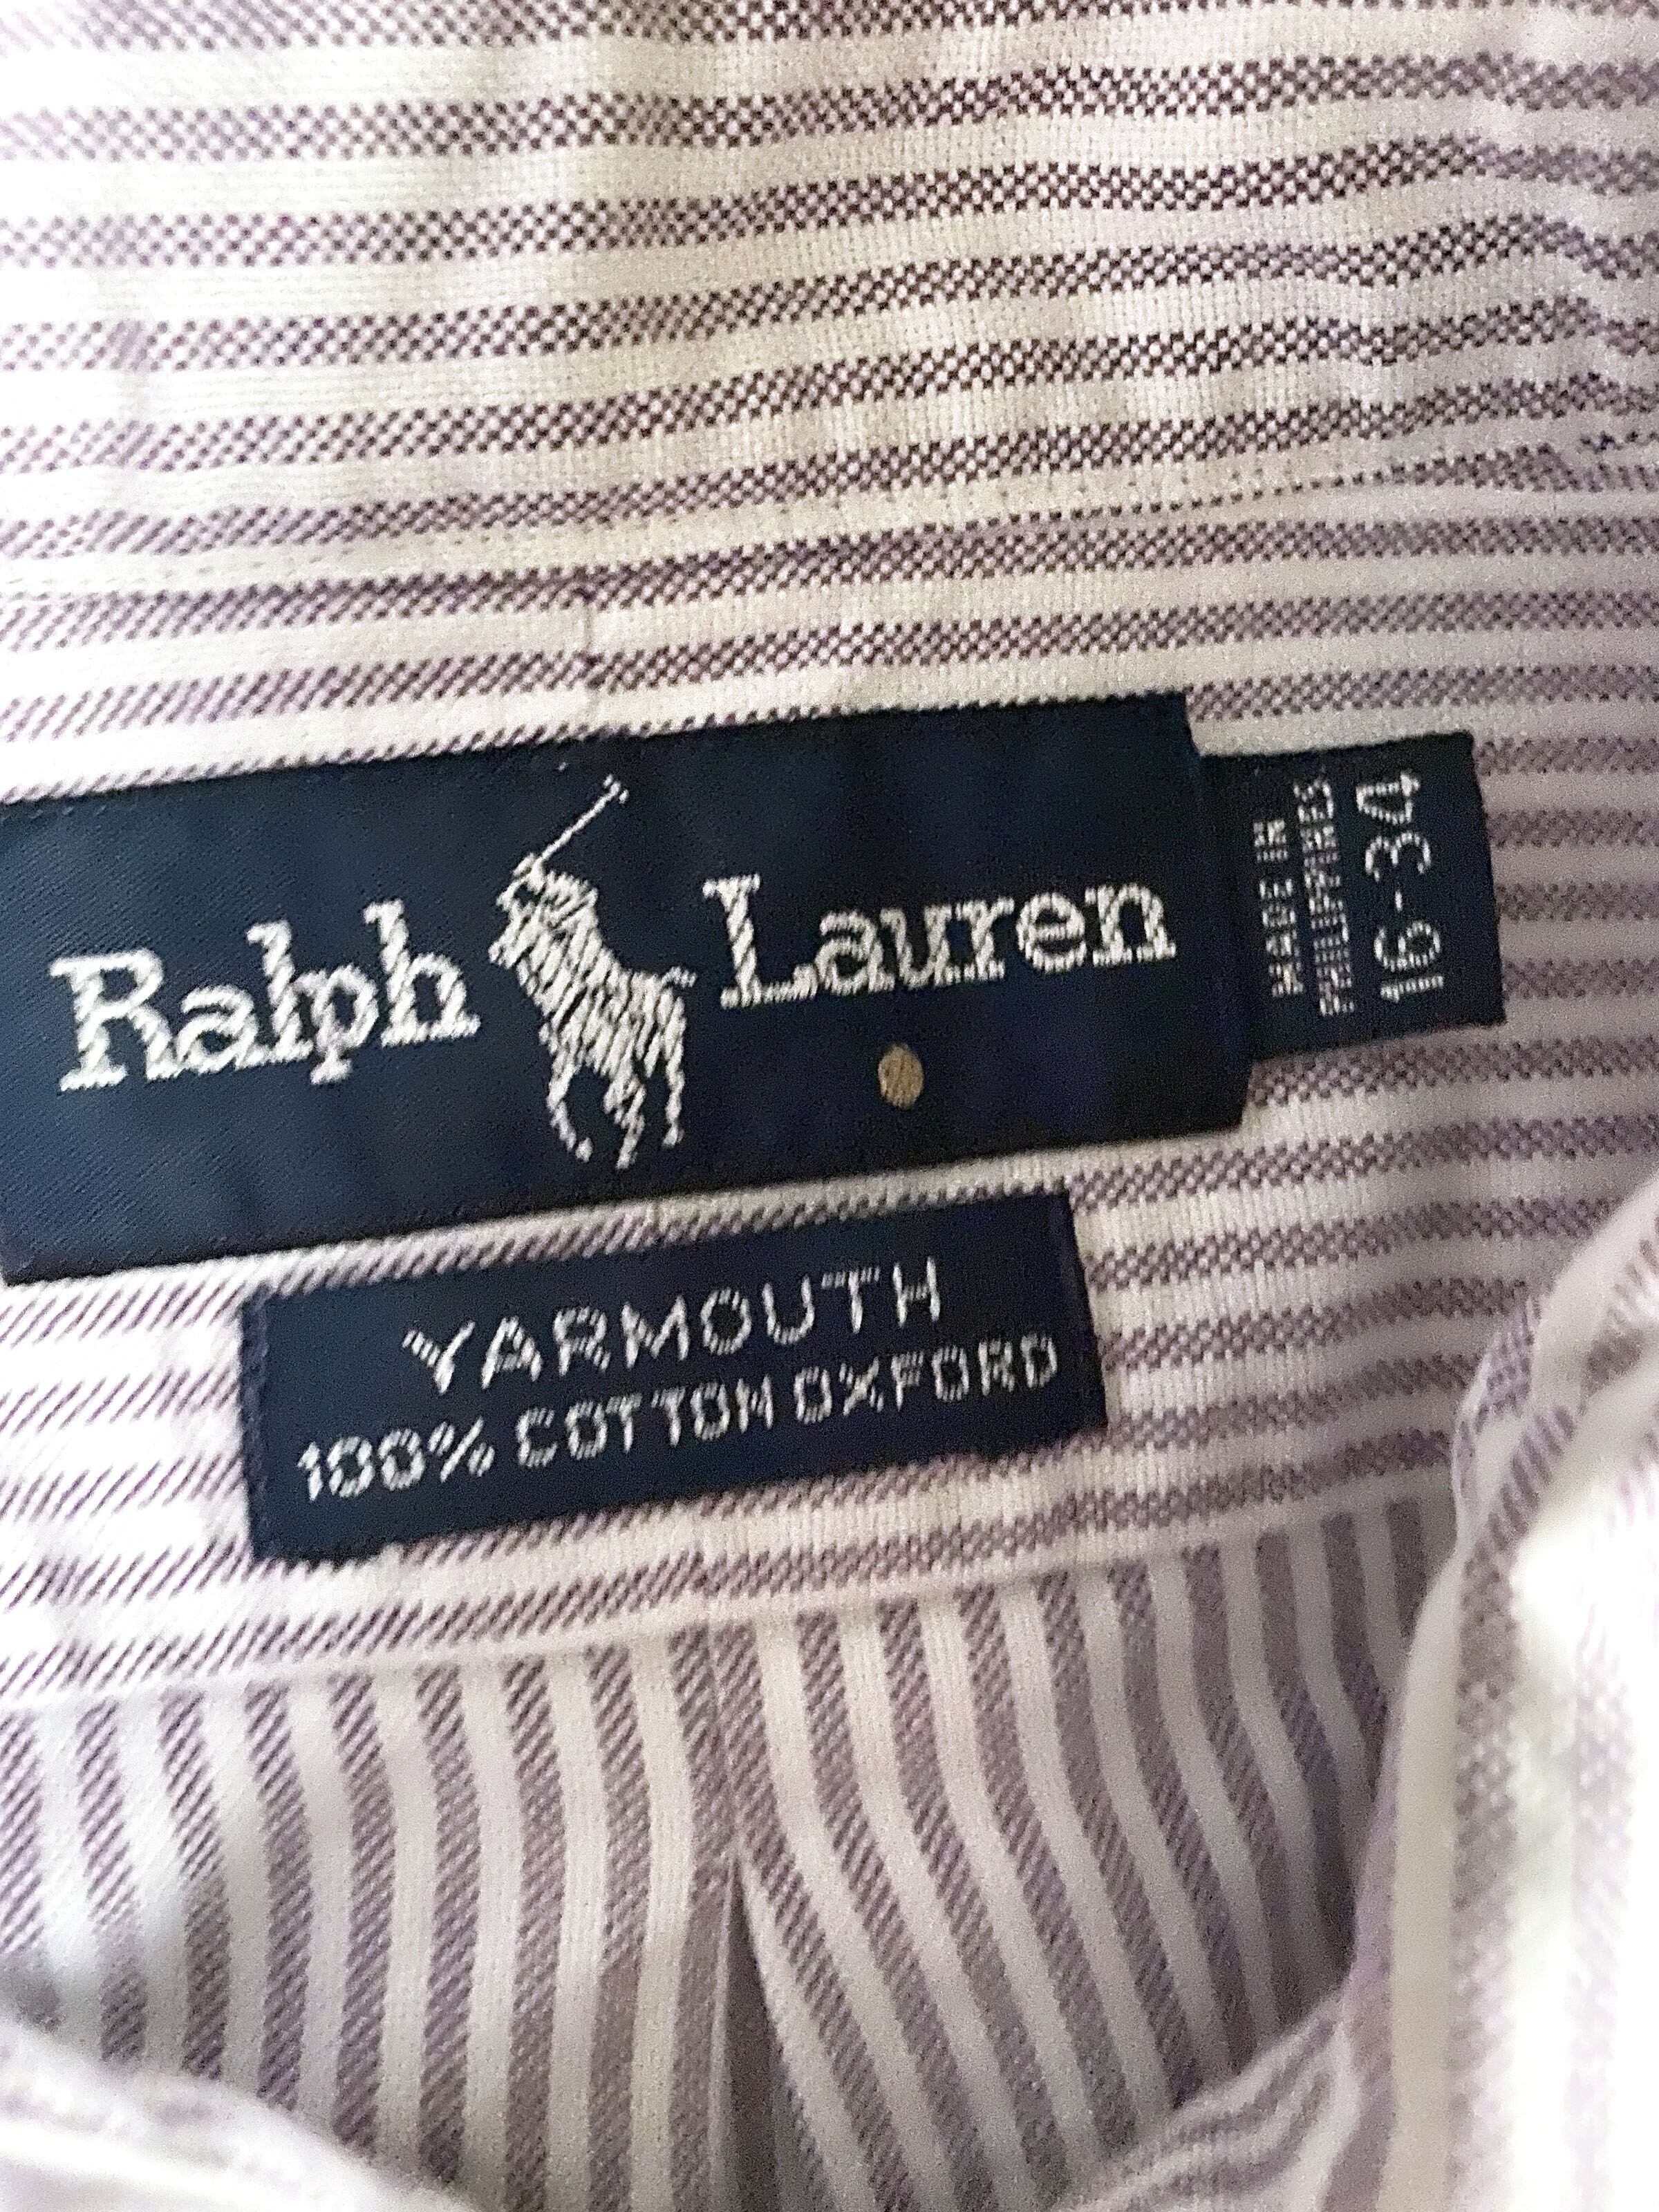 Ralph Lauren
MADE IN
PHILIPPINES
16-34
YARMOUTH
100% COTTON OXFORD